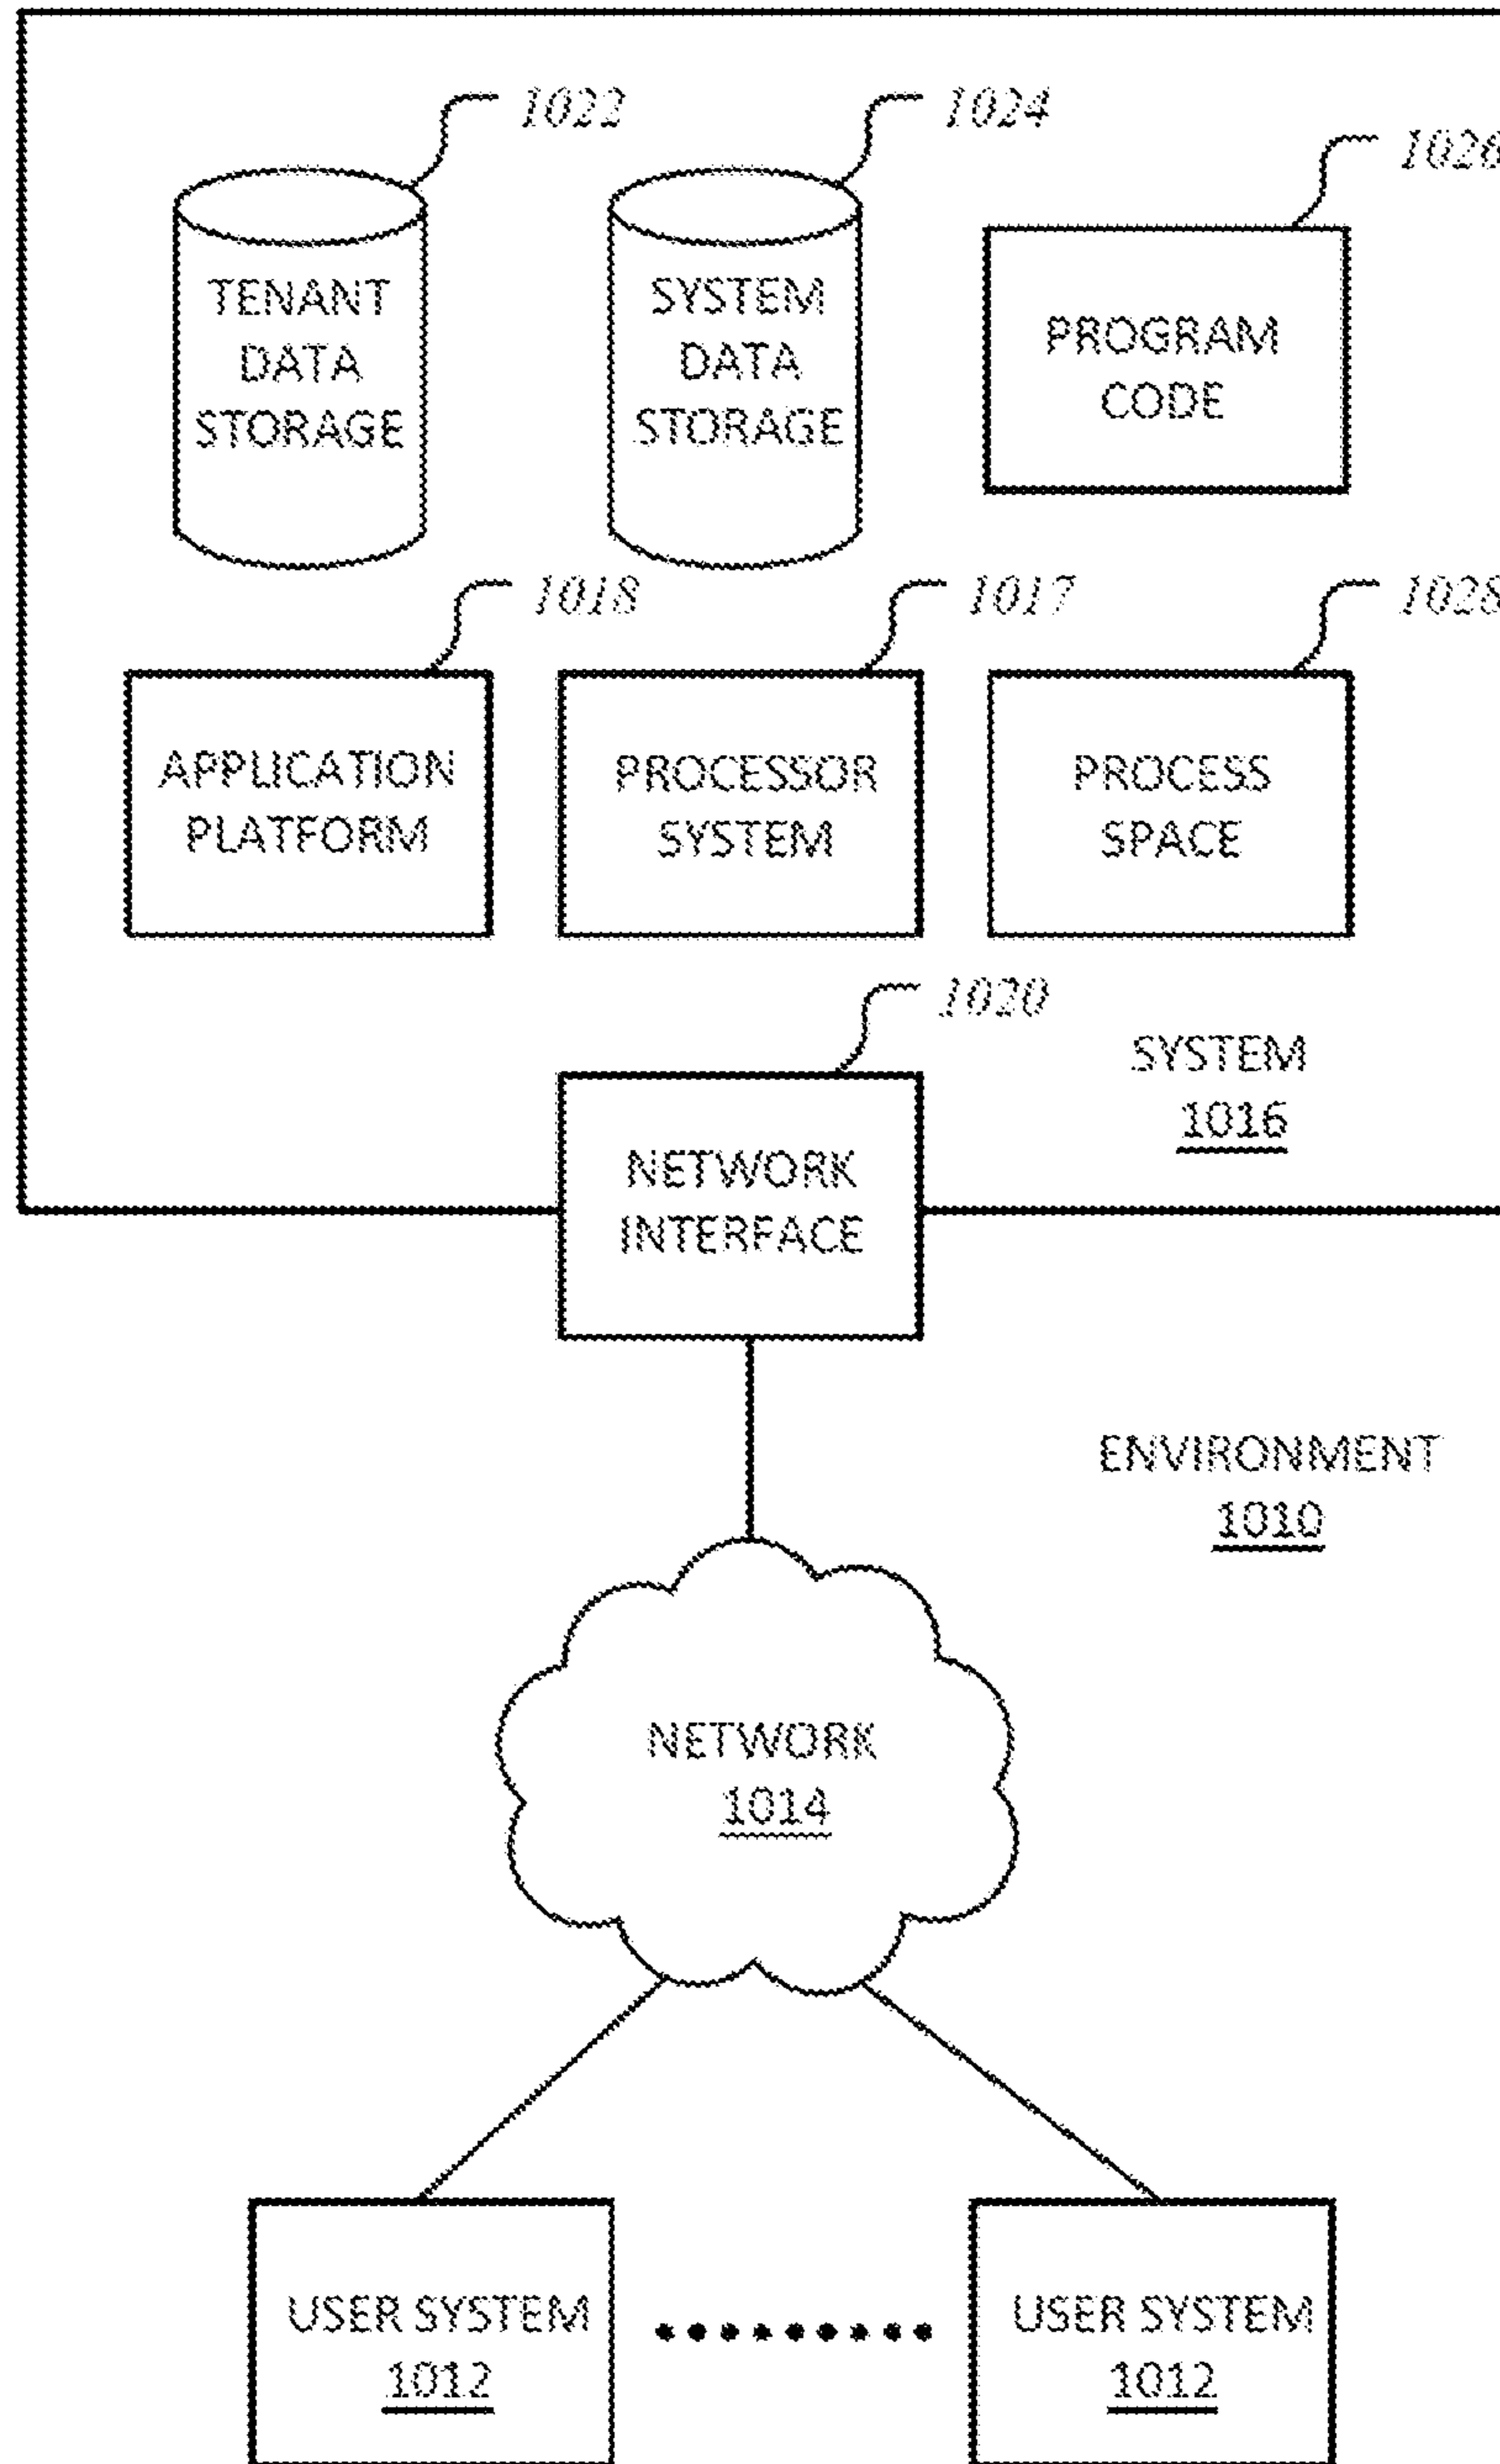 1022
1024
1026
TENANT
DATA
STORAGE
SYSTEM
DATA
STORAGE
PROGRAM
CODE
1018
1017
1028
APPLICATION
PLATFORM
PROCESSOR
SYSTEM
PROCESS
SPACE
1020
SYSTEM
1016
NETWORK
INTERFACE
ENVIRONMENT
1010
NETWORK
1014
USER SYSTEM
1012
USER SYSTEM
1012